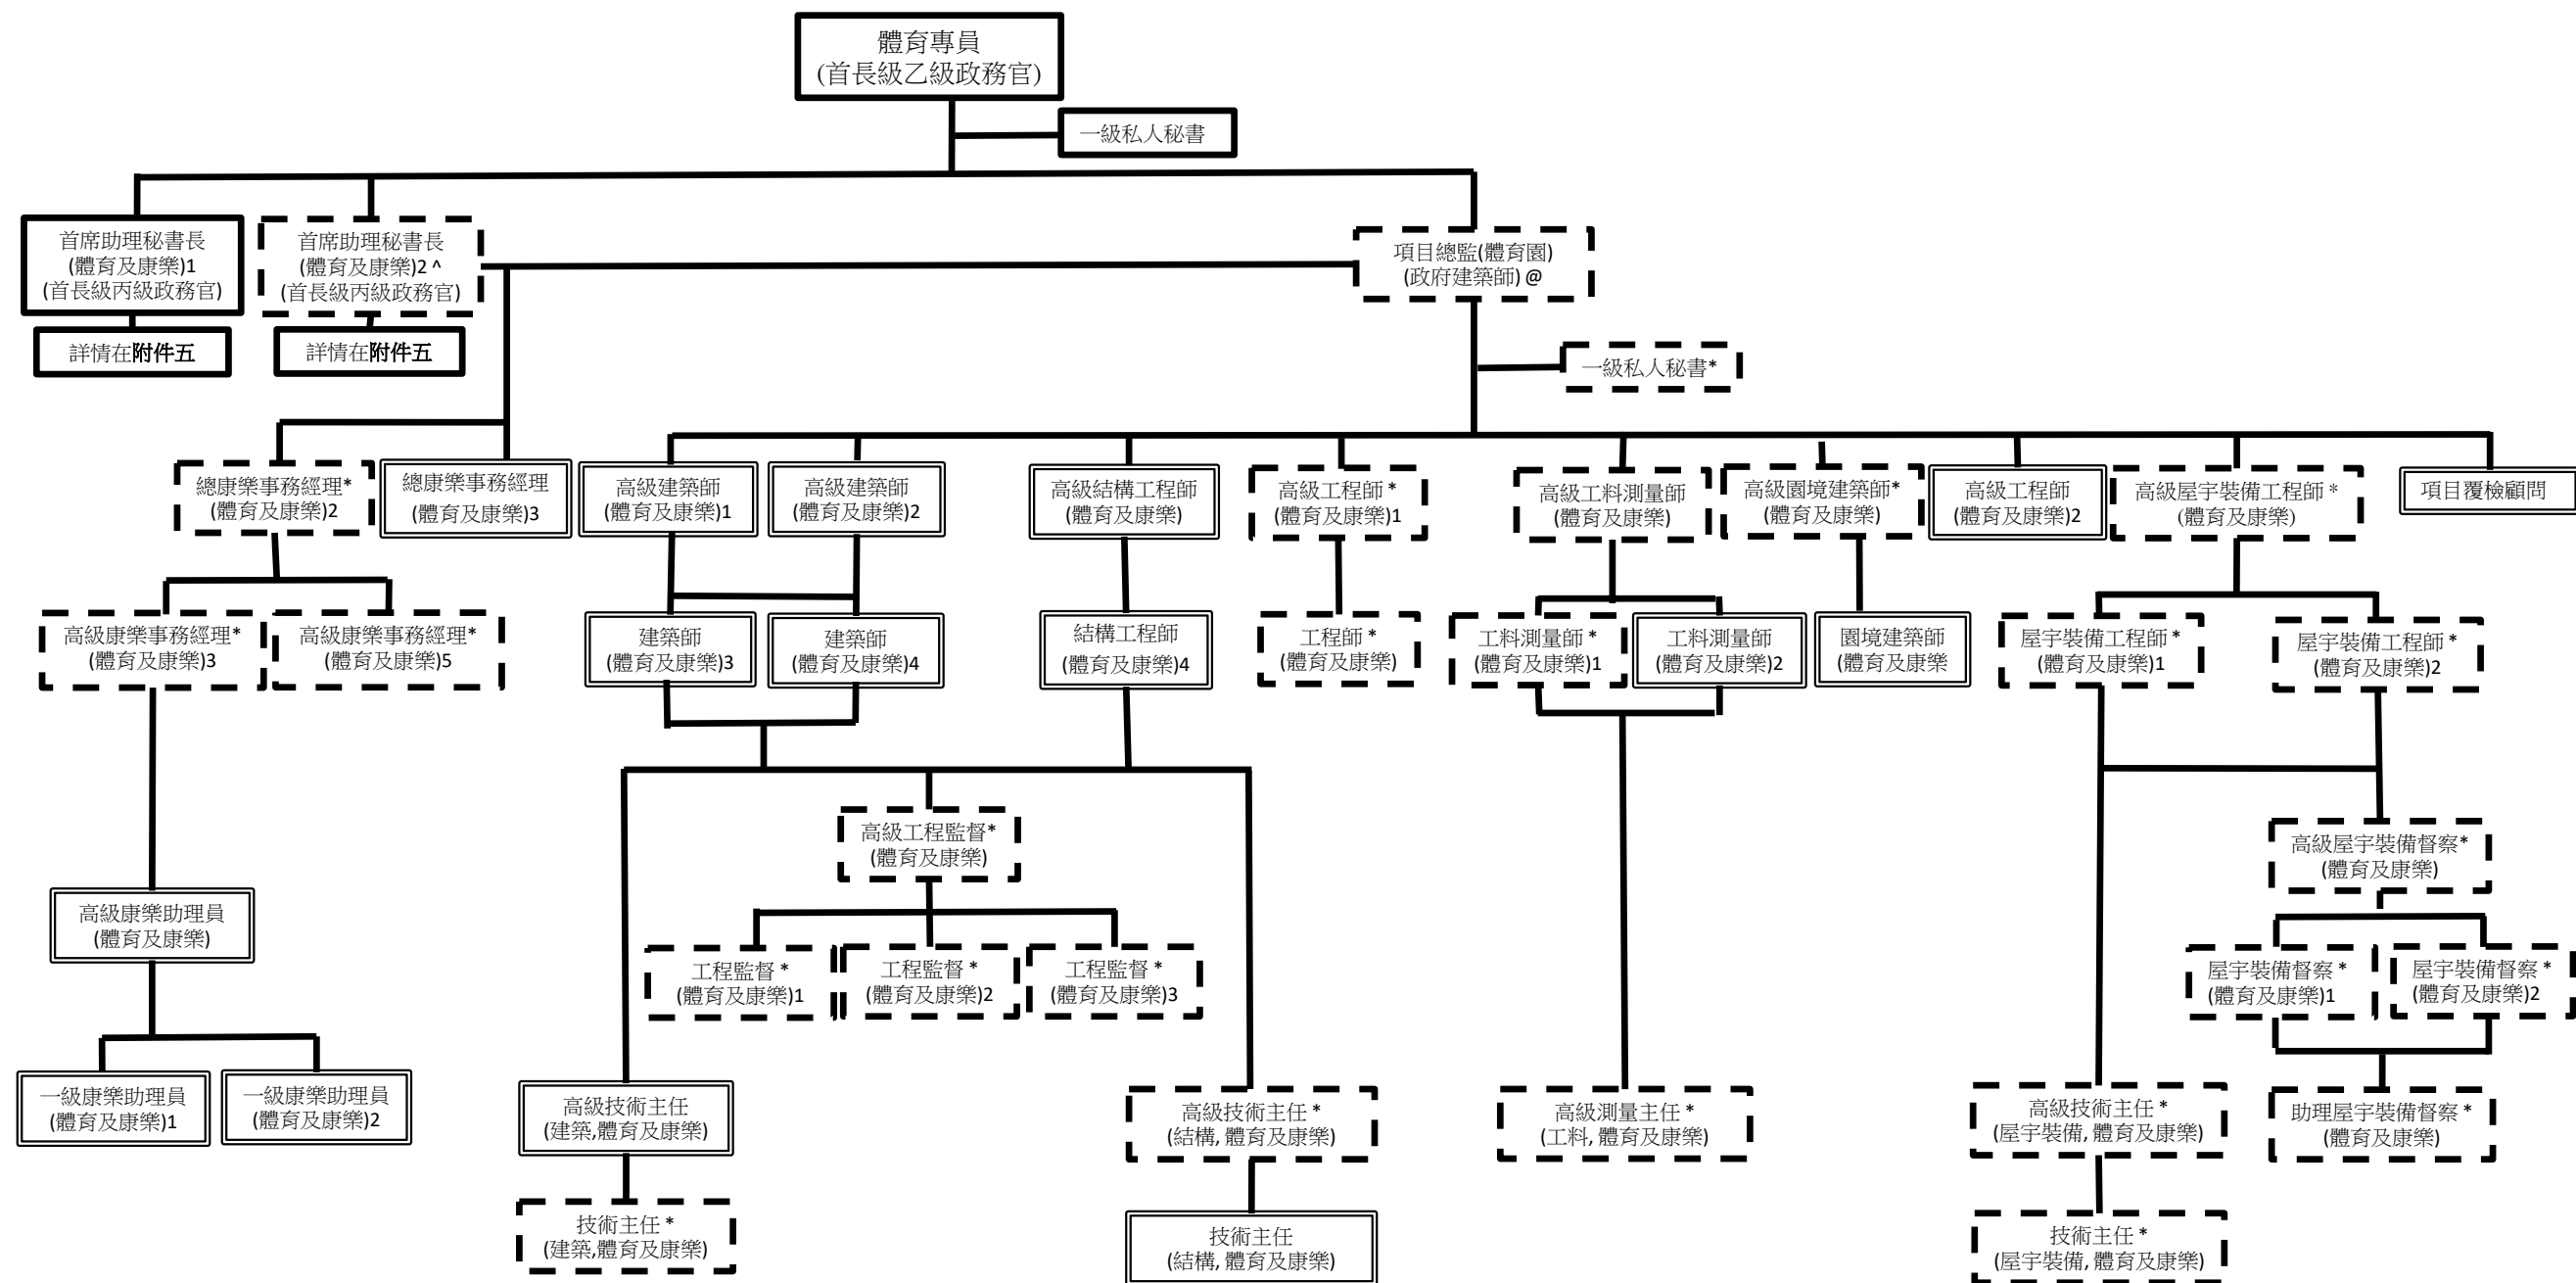 體育專員
(首長級乙級政務官)
一級私人秘書
首席助理秘書長
(體育及康樂)1
(首長級丙級政務官)
首席助理秘書長
(體育及康樂)2 ^
(首長級丙級政務官)
項目總監(體育園)
(政府建築師) @
詳情在附件五
詳情在附件五
一級私人秘書*
總康樂事務經理*
(體育及康樂)2
總康樂事務經理
(體育及康樂)3
高級建築師
(體育及康樂)1
高級建築師
(體育及康樂)2
高級結構工程師
(體育及康樂)
高級工程師 *
(體育及康樂)1
高級工料測量師
(體育及康樂)
高級園境建築師*
(體育及康樂)
高級工程師
(體育及康樂)2
高級屋宇裝備工程師 *
(體育及康樂)
項目覆檢顧問
高級康樂事務經理*
(體育及康樂)3
高級康樂事務經理*
(體育及康樂)5
建築師
(體育及康樂)3
建築師
(體育及康樂)4
結構工程師
(體育及康樂)4
工程師 *
(體育及康樂)
工料測量師 *
(體育及康樂)1
工料測量師
(體育及康樂)2
園境建築師
(體育及康樂
屋宇裝備工程師 *
(體育及康樂)1
屋宇裝備工程師 *
(體育及康樂)2
高級工程監督*
(體育及康樂)
高級屋宇裝備督察*
(體育及康樂)
高級康樂助理員
(體育及康樂)
工程監督 *
(體育及康樂)1
工程監督 *
(體育及康樂)2
工程監督 *
(體育及康樂)3
屋宇裝備督察 *
(體育及康樂)1
屋宇裝備督察 *
(體育及康樂)2
一級康樂助理員
(體育及康樂)1
一級康樂助理員
(體育及康樂)2
高級技術主任
(建築,體育及康樂)
高級技術主任 *
(結構, 體育及康樂)
高級測量主任 *
(工料, 體育及康樂)
高級技術主任 *
(屋宇裝備, 體育及康樂)
助理屋宇裝備督察 *
(體育及康樂)
技術主任 *
(建築,體育及康樂)
技術主任
(結構, 體育及康樂)
技術主任 *
(屋宇裝備, 體育及康樂)